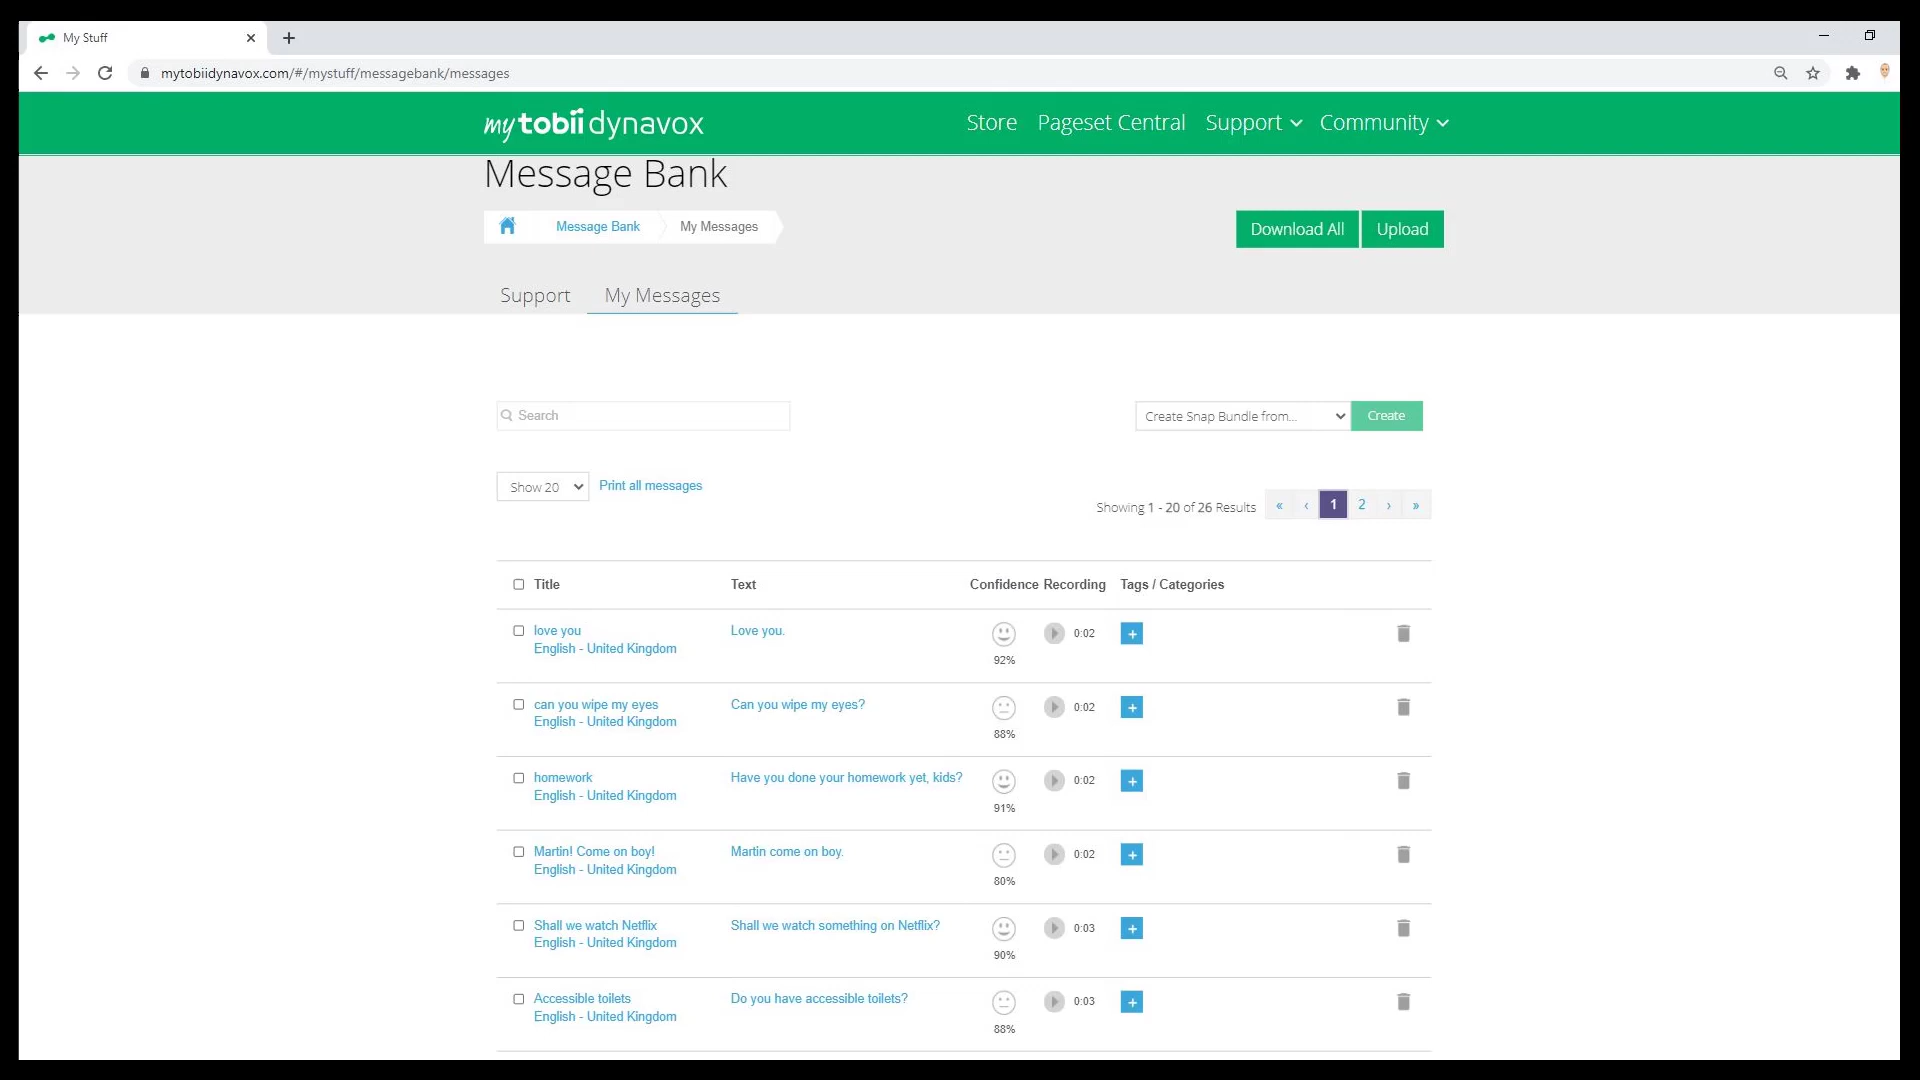 My Stuff
mytobiidynavox.com/#/mystuff/messagebank/messages
my tobii dynavox
Store Pageset Central Support Community
Message Bank
Message Bank My Messages
Download All Upload
Support My Messages
Search
Create Snap Bundle from... Create
Show 20 Print all messages
Showing 1 - 20 of 26 Results « ‹ 1 2 › »
Title Text Confidence Recording Tags / Categories
love you Love you. 0:02 +
English - United Kingdom
92%
can you wipe my eyes Can you wipe my eyes? 0:02 +
English - United Kingdom
88%
homework Have you done your homework yet, kids? 0:02 +
English - United Kingdom
91%
Martin! Come on boy! Martin come on boy. 0:02 +
English - United Kingdom
80%
Shall we watch Netflix Shall we watch something on Netflix? 0:03 +
English - United Kingdom
90%
Accessible toilets Do you have accessible toilets? 0:03 +
English - United Kingdom
88%